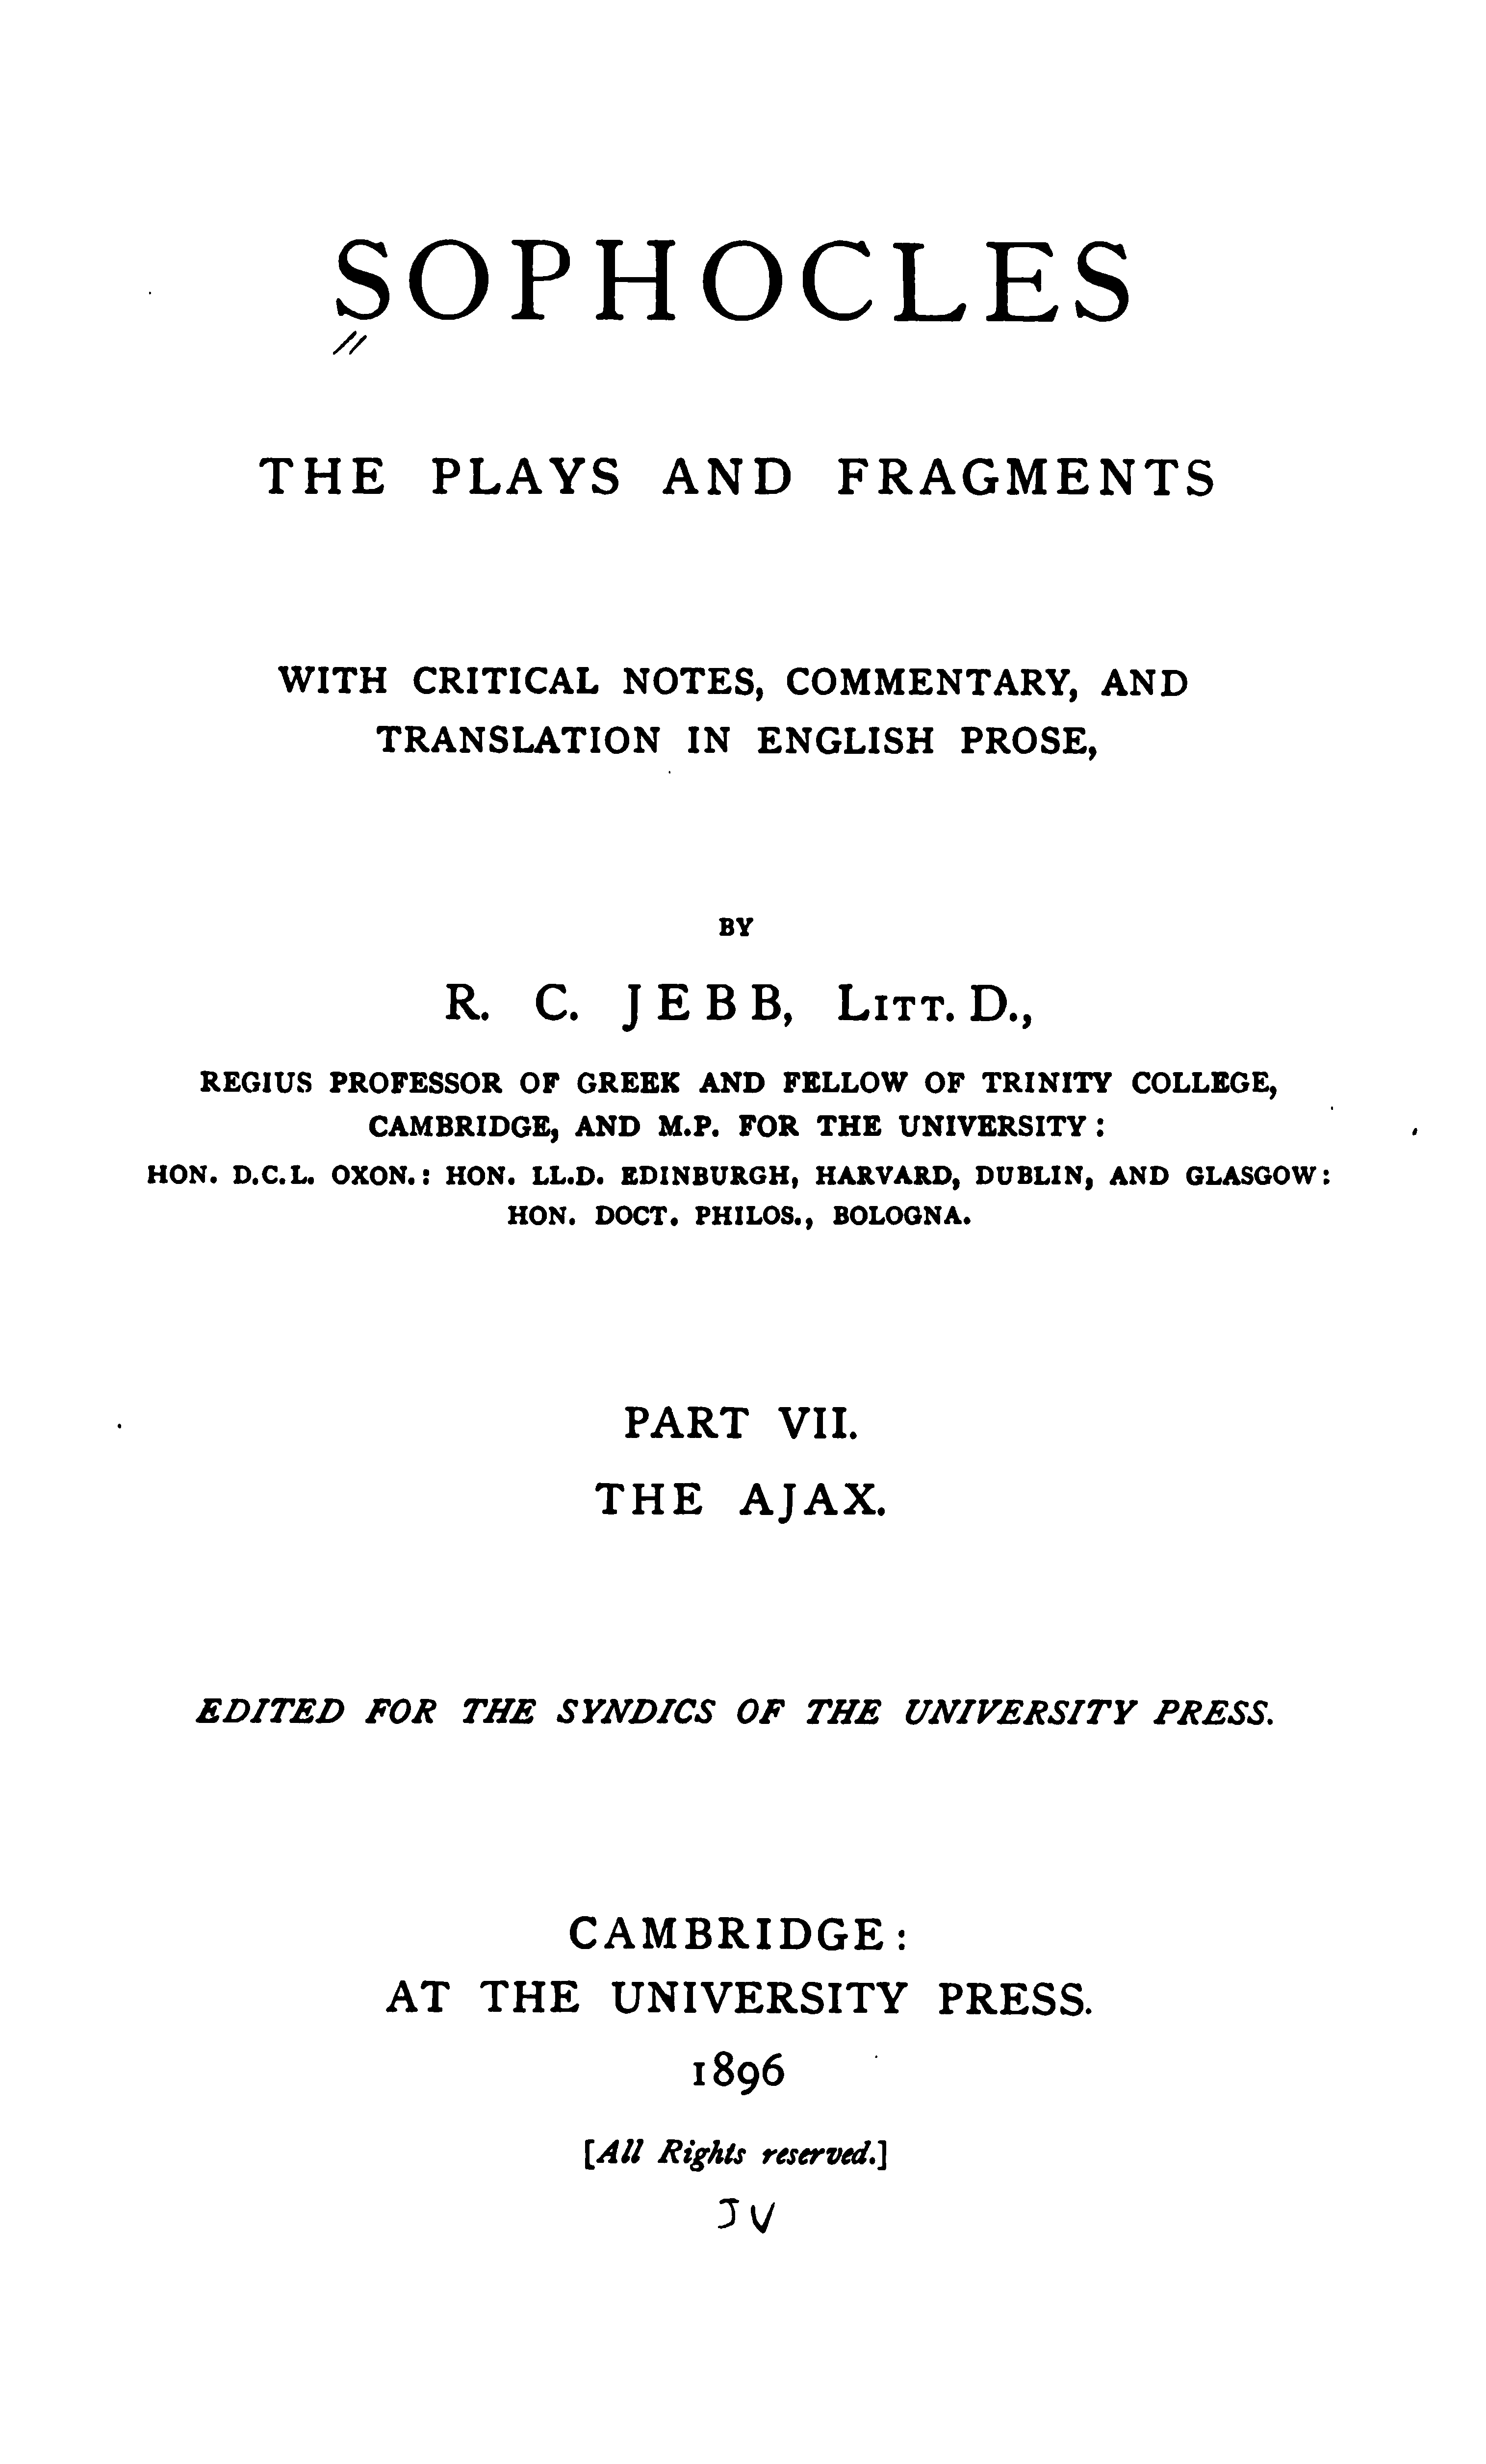 SOPHOCLES
THE PLAYS AND FRAGMENTS
WITH CRITICAL NOTES, COMMENTARY, AND
TRANSLATION IN ENGLISH PROSE,
BY
R. C. JEBB, LITT. D.,
REGIUS PROFESSOR OF GREEK AND FELLOW OF TRINITY COLLEGE,
CAMBRIDGE, AND M.P. FOR THE UNIVERSITY:
HON. D.C.L. OXON.: HON. LL.D. EDINBURGH, HARVARD, DUBLIN, AND GLASGOW:
HON. DOCT. PHILOS., BOLOGNA.
PART VII.
THE AJAX.
EDITED FOR THE SYNDICS OF THE UNIVERSITY PRESS.
CAMBRIDGE:
AT THE UNIVERSITY PRESS.
1896
[All Rights reserved.]
JV